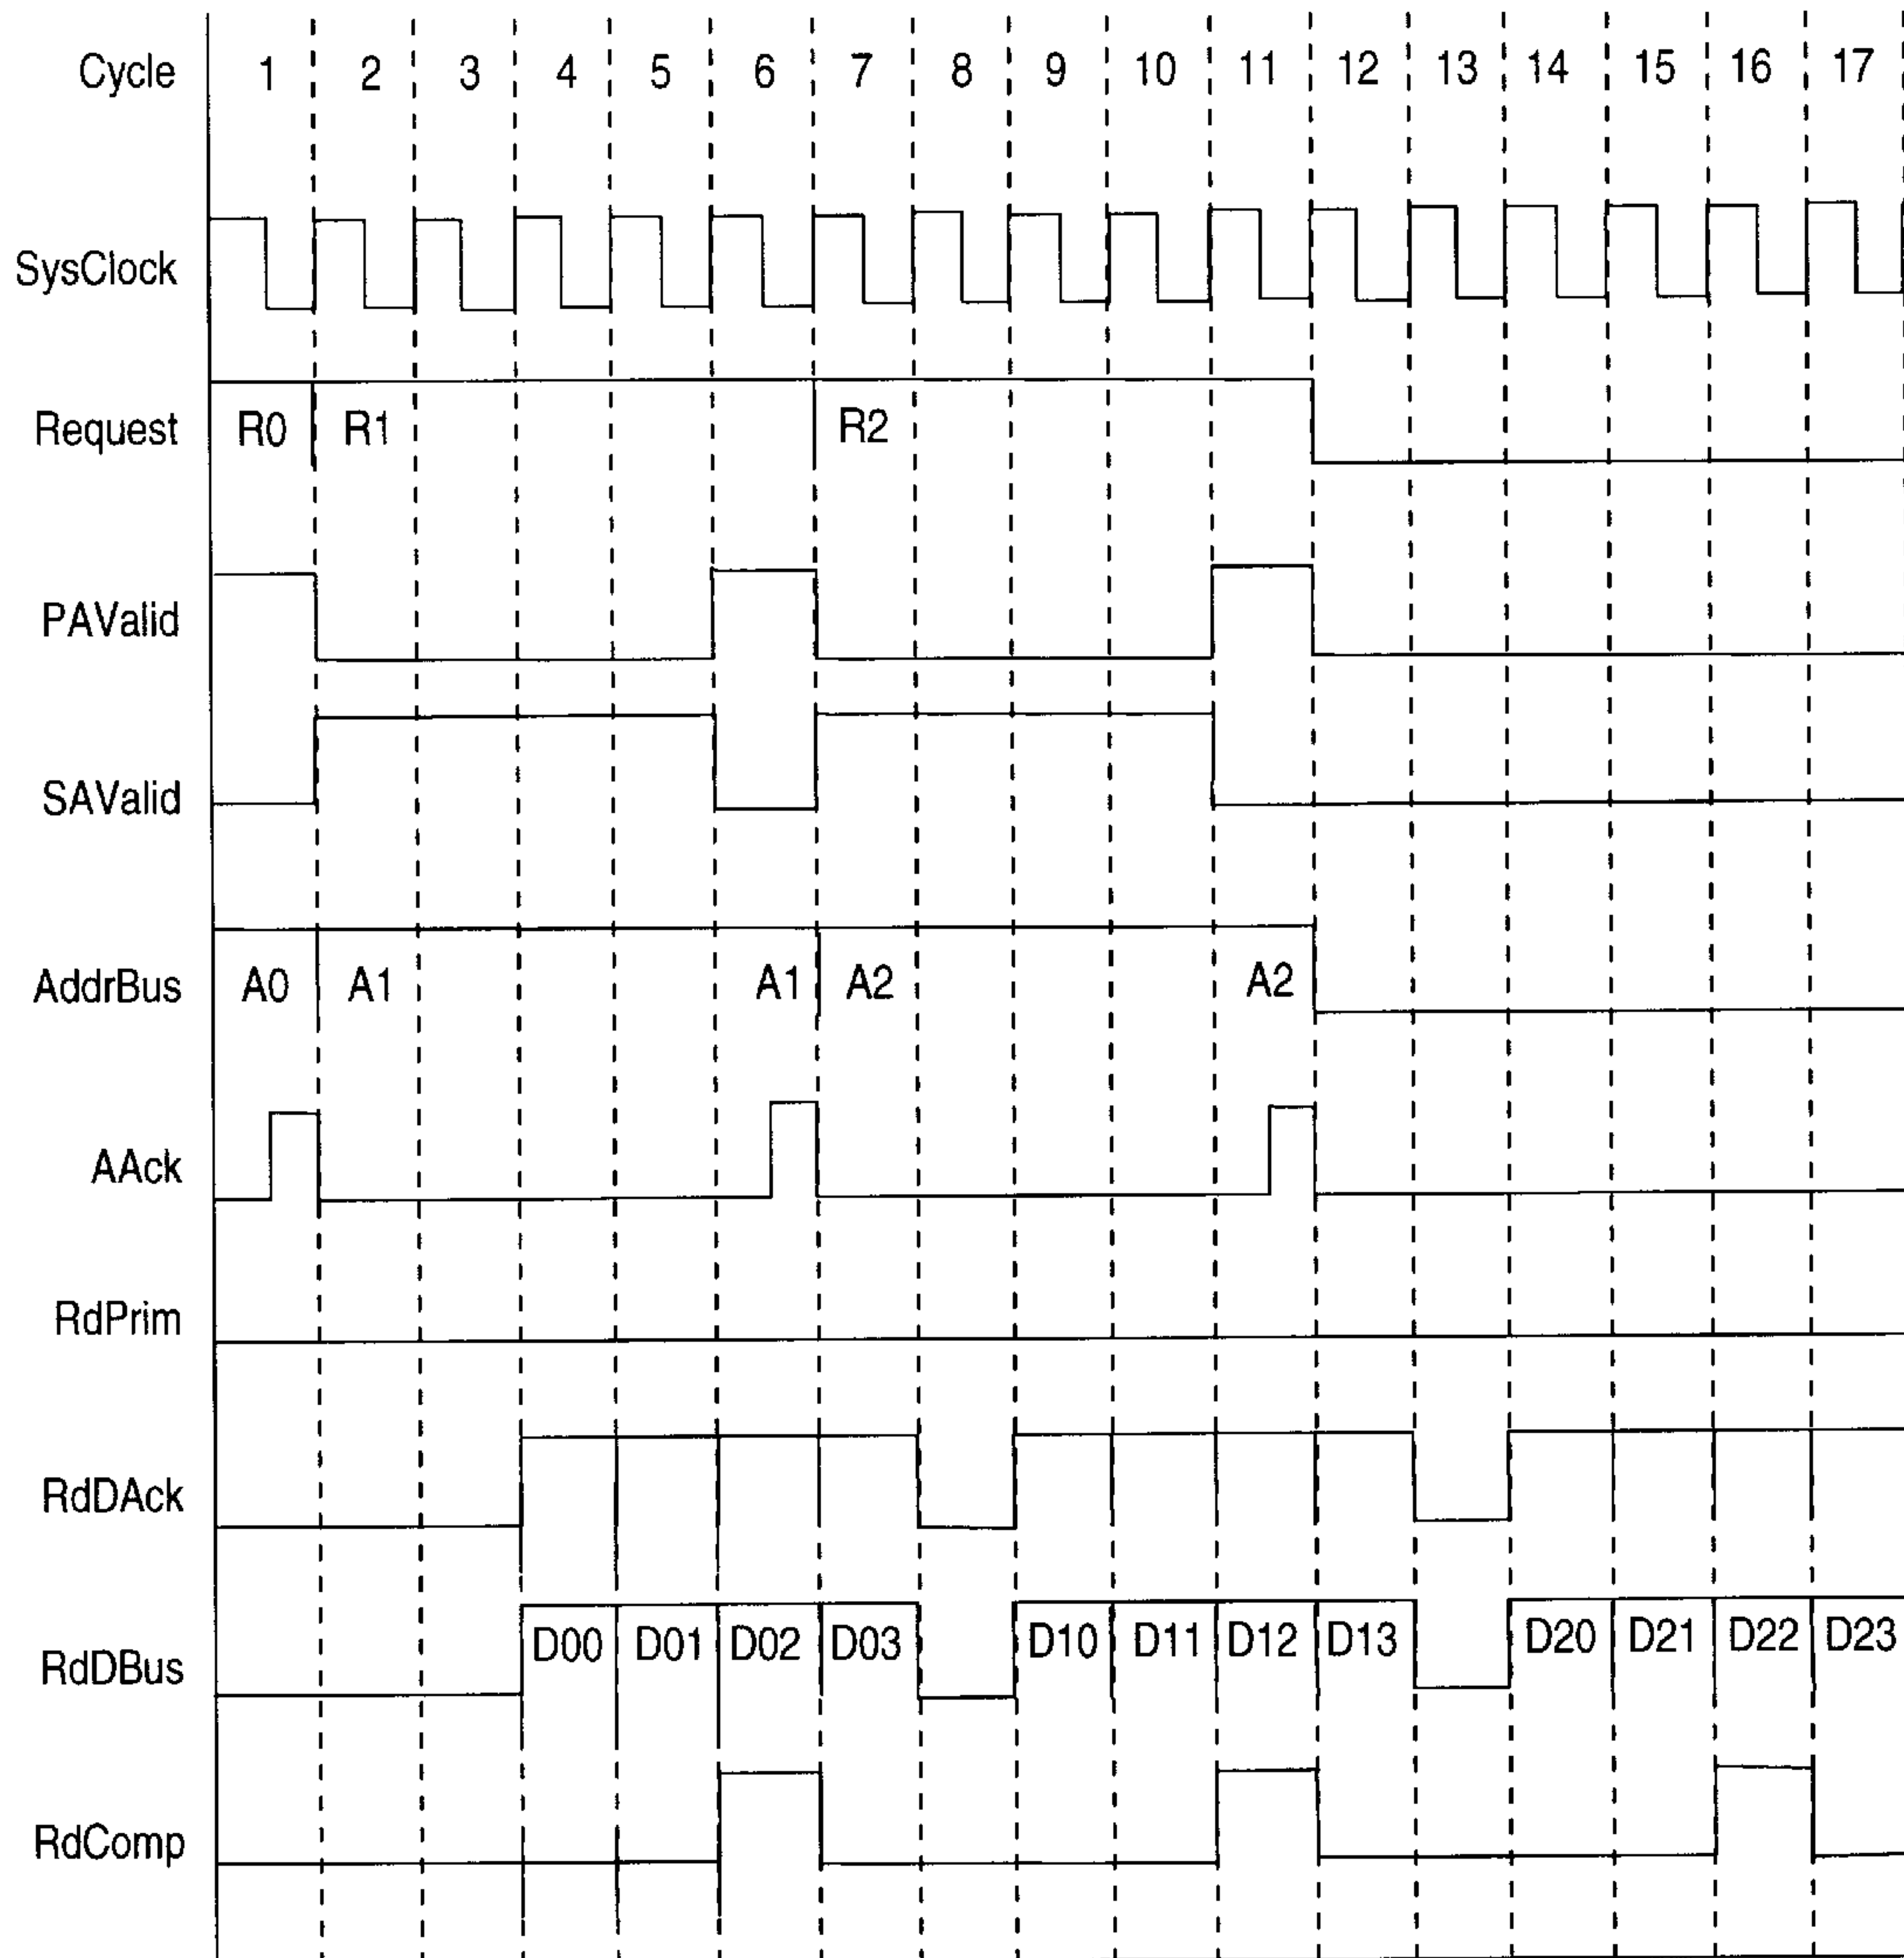 Cycle 1 2 3 4 5 6 7 8 9 10 11 12 13 14 15 16 17
SysClock
Request R0 R1 R2
PAValid
SAValid
AddrBus A0 A1 A1 A2 A2
AAck
RdPrim
RdDAck
RdDBus D00 D01 D02 D03 D10 D11 D12 D13 D20 D21 D22 D23
RdComp